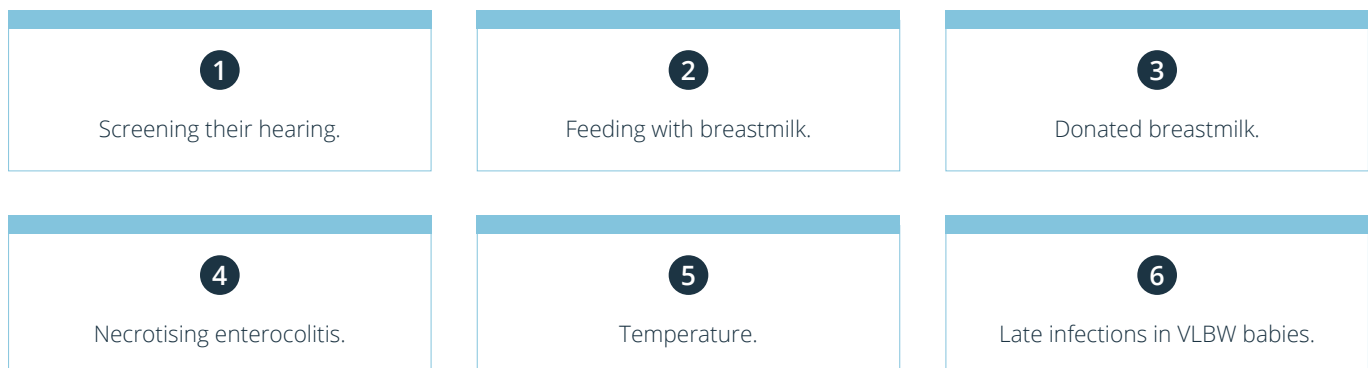 1
Screening their hearing.
2
Feeding with breastmilk.
3
Donated breastmilk.
4
Necrotising enterocolitis.
5
Temperature.
6
Late infections in VLBW babies.